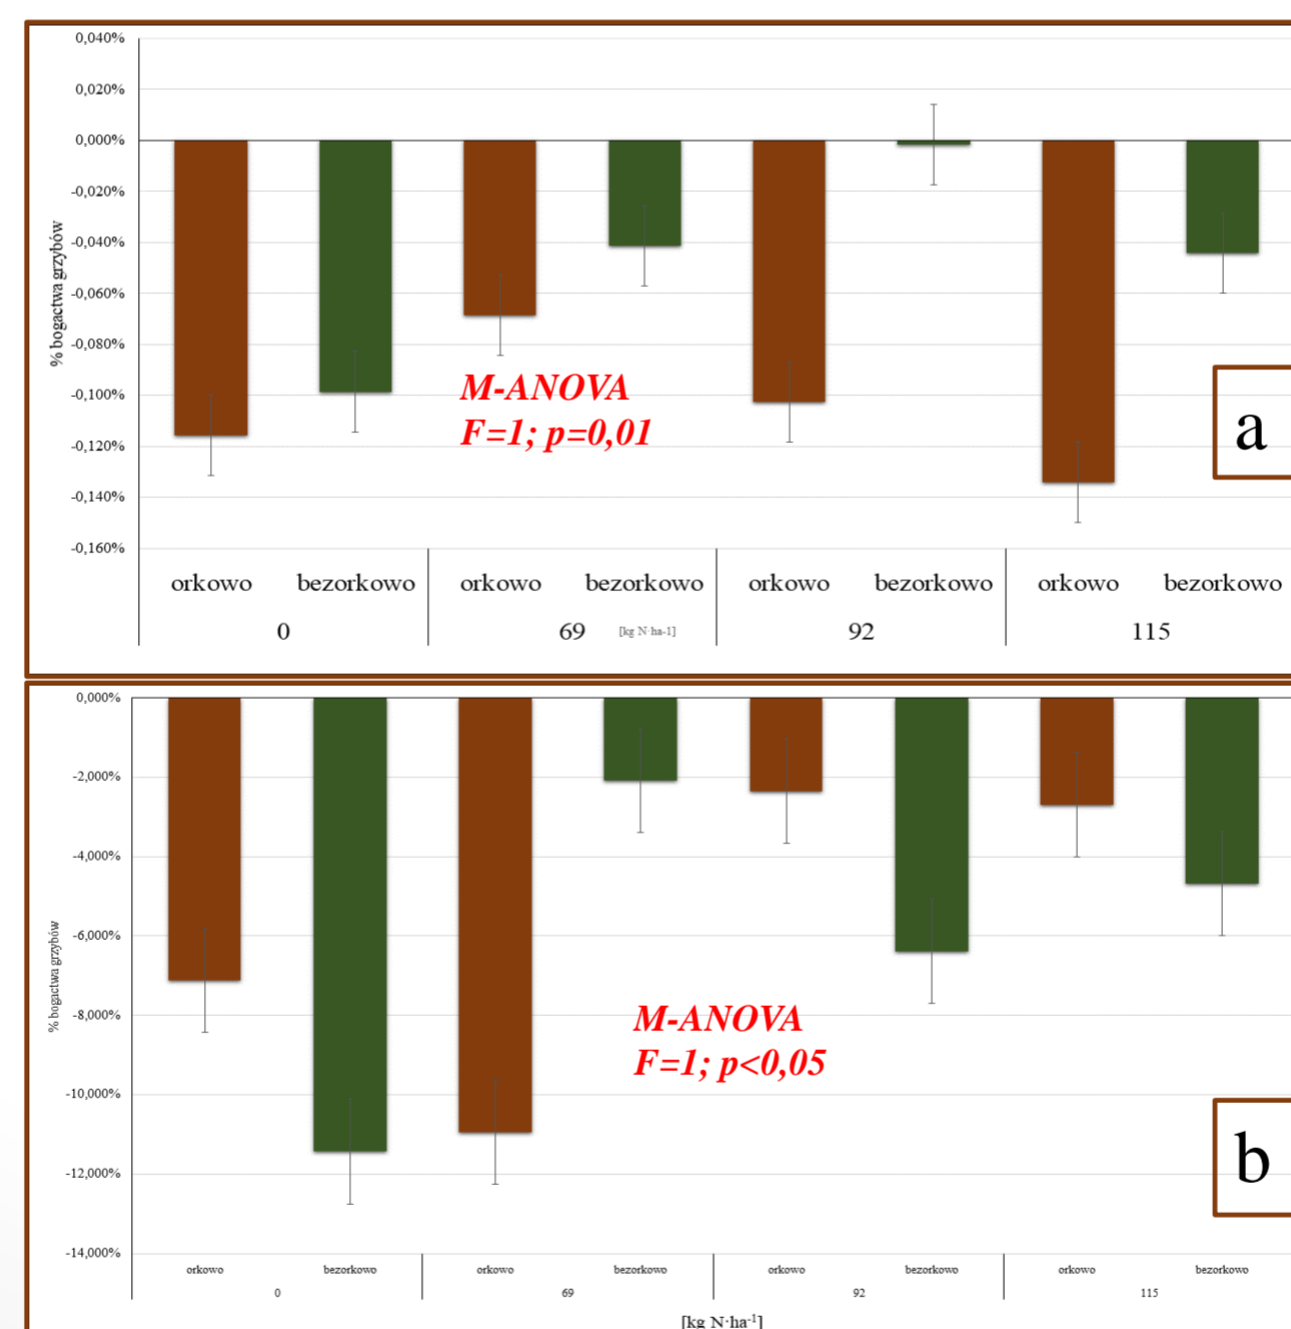 0,040%
0,020%
0,000%
-0,020%
-0,040%
-0,060%
-0,080%
-0,100%
-0,120%
-0,140%
-0,160%
% bogactwa grzybów
M-ANOVA
F=1; p=0,01
a
orkowo bezorkowo orkowo bezorkowo orkowo bezorkowo orkowo bezorkowo
0 69 [kg N·ha-1] 92 115
0,000%
-2,000%
-4,000%
-6,000%
-8,000%
-10,000%
-12,000%
-14,000%
% bogactwa grzybów
M-ANOVA
F=1; p<0,05
b
orkowo bezorkowo orkowo bezorkowo orkowo bezorkowo orkowo bezorkowo
0 69 92 115
[kg N·ha-1]